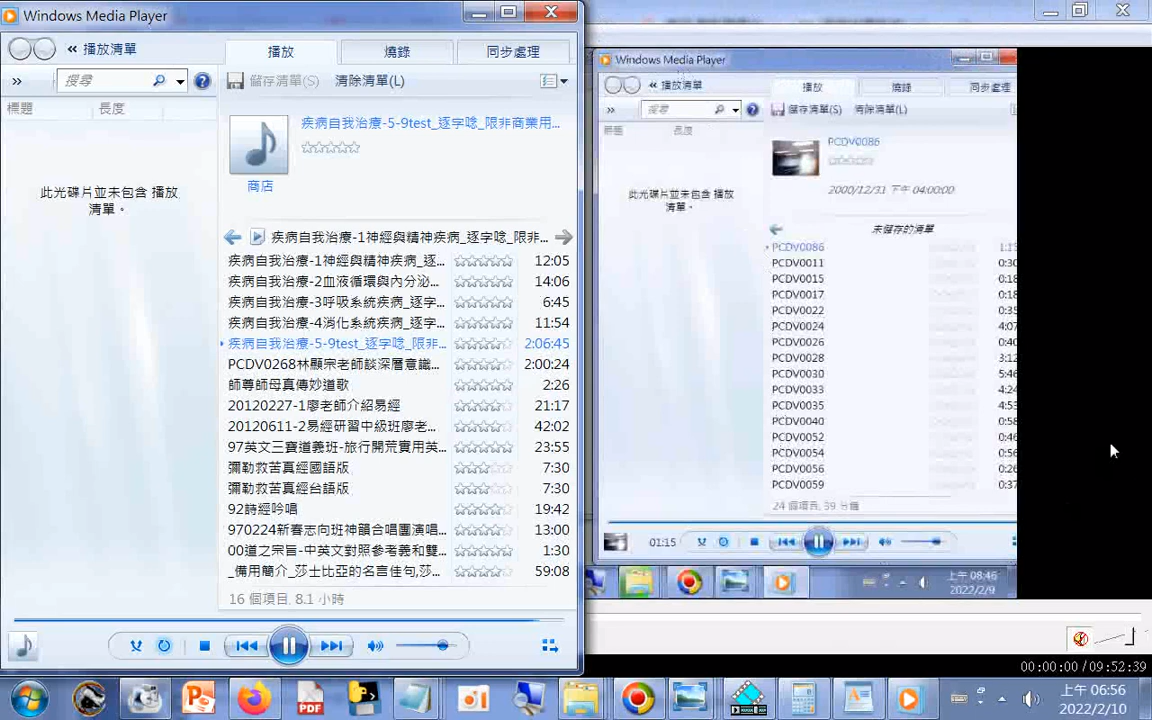 Windows Media Player
播放清單
播放
燒錄
同步處理
搜尋
儲存清單(S)
清除清單(L)
標題
長度
此光碟片並未包含 播放
清單。
疾病自我治療-5-9test_逐字唸_限非商業用...
商店
疾病自我治療-1神經與精神疾病_逐字唸_限非...
疾病自我治療-1神經與精神疾病_逐... 12:05
疾病自我治療-2血液循環與內分泌... 14:06
疾病自我治療-3呼吸系統疾病_逐字... 6:45
疾病自我治療-4消化系統疾病_逐字... 11:54
疾病自我治療-5-9test_逐字唸_限非... 2:06:45
PCDV0268林顯宗老師談深層意識... 2:00:24
師尊師母真傳妙道歌 2:26
20120227-1廖老師介紹易經 21:17
20120611-2易經研習中級班廖老... 42:02
97英文三寶道義班-旅行開荒實用英... 23:55
彌勒救苦真經國語版 7:30
彌勒救苦真經台語版 7:30
92詩經吟唱 19:42
970224新春志向班神韻合唱團演唱... 13:00
00道之宗旨-中英文對照參考義和雙... 1:30
_備用簡介_莎士比亞的名言佳句,莎... 59:08
16 個項目, 8.1 小時
Windows Media Player
播放清單
播放
燒錄
同步處理
搜尋
儲存清單(S)
清除清單(L)
標題
長度
此光碟片並未包含 播放
清單。
PCDV0086
2000/12/31 下午 04:00:00
未儲存的清單
PCDV0086 1:15
PCDV0011 0:30
PCDV0015 0:18
PCDV0017 0:18
PCDV0022 0:35
PCDV0024 4:07
PCDV0026 0:40
PCDV0028 3:12
PCDV0030 5:46
PCDV0033 4:24
PCDV0035 4:53
PCDV0040 0:58
PCDV0052 0:46
PCDV0054 0:56
PCDV0056 0:26
PCDV0059 0:37
24 個項目, 39 分鐘
01:15
上午 08:46
2022/2/9
00:00:00 / 09:52:39
PDF
上午 06:56
2022/2/10